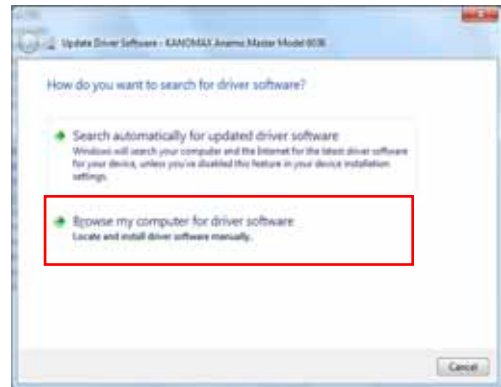 Update Driver Software - KANOMAX Anemo Master Model 6036
How do you want to search for driver software?
Search automatically for updated driver software
Windows will search your computer and the Internet for the latest driver software
for your device, unless you've disabled this feature in your device installation
settings.
Browse my computer for driver software
Locate and install driver software manually.
Cancel